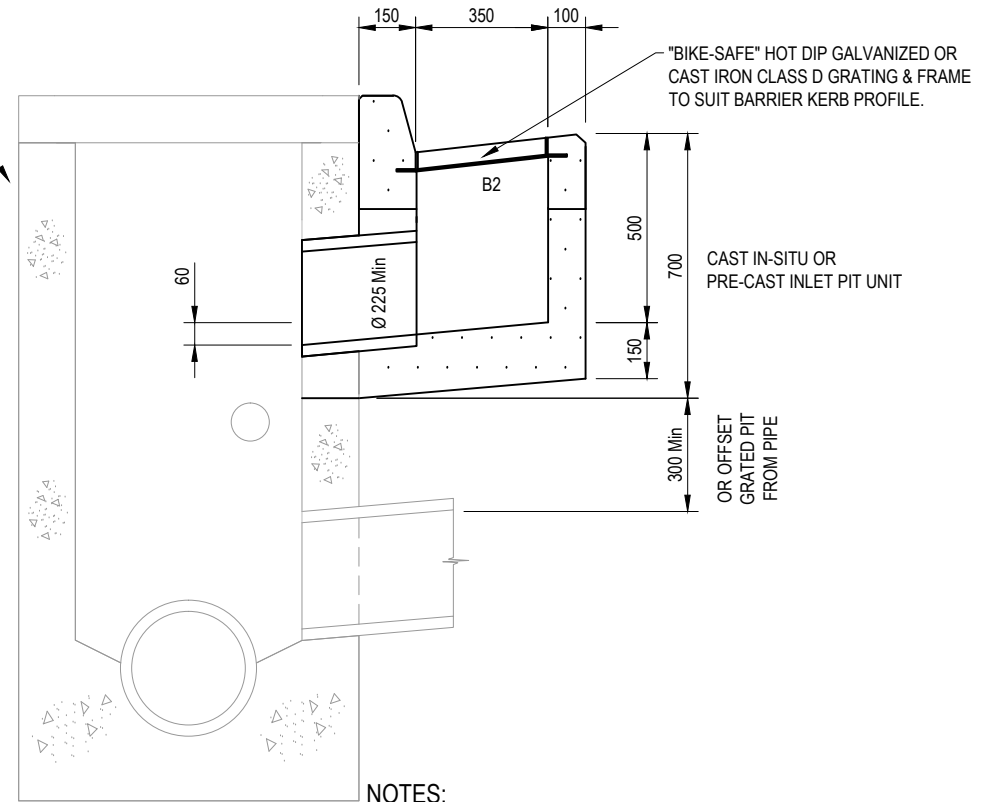 150
350
100
"BIKE-SAFE" HOT DIP GALVANIZED OR
CAST IRON CLASS D GRATING & FRAME
TO SUIT BARRIER KERB PROFILE.
B2
60
Ø 225 Min
500
700
150
CAST IN-SITU OR
PRE-CAST INLET PIT UNIT
300 Min
OR OFFSET
GRATED PIT
FROM PIPE
NOTES: